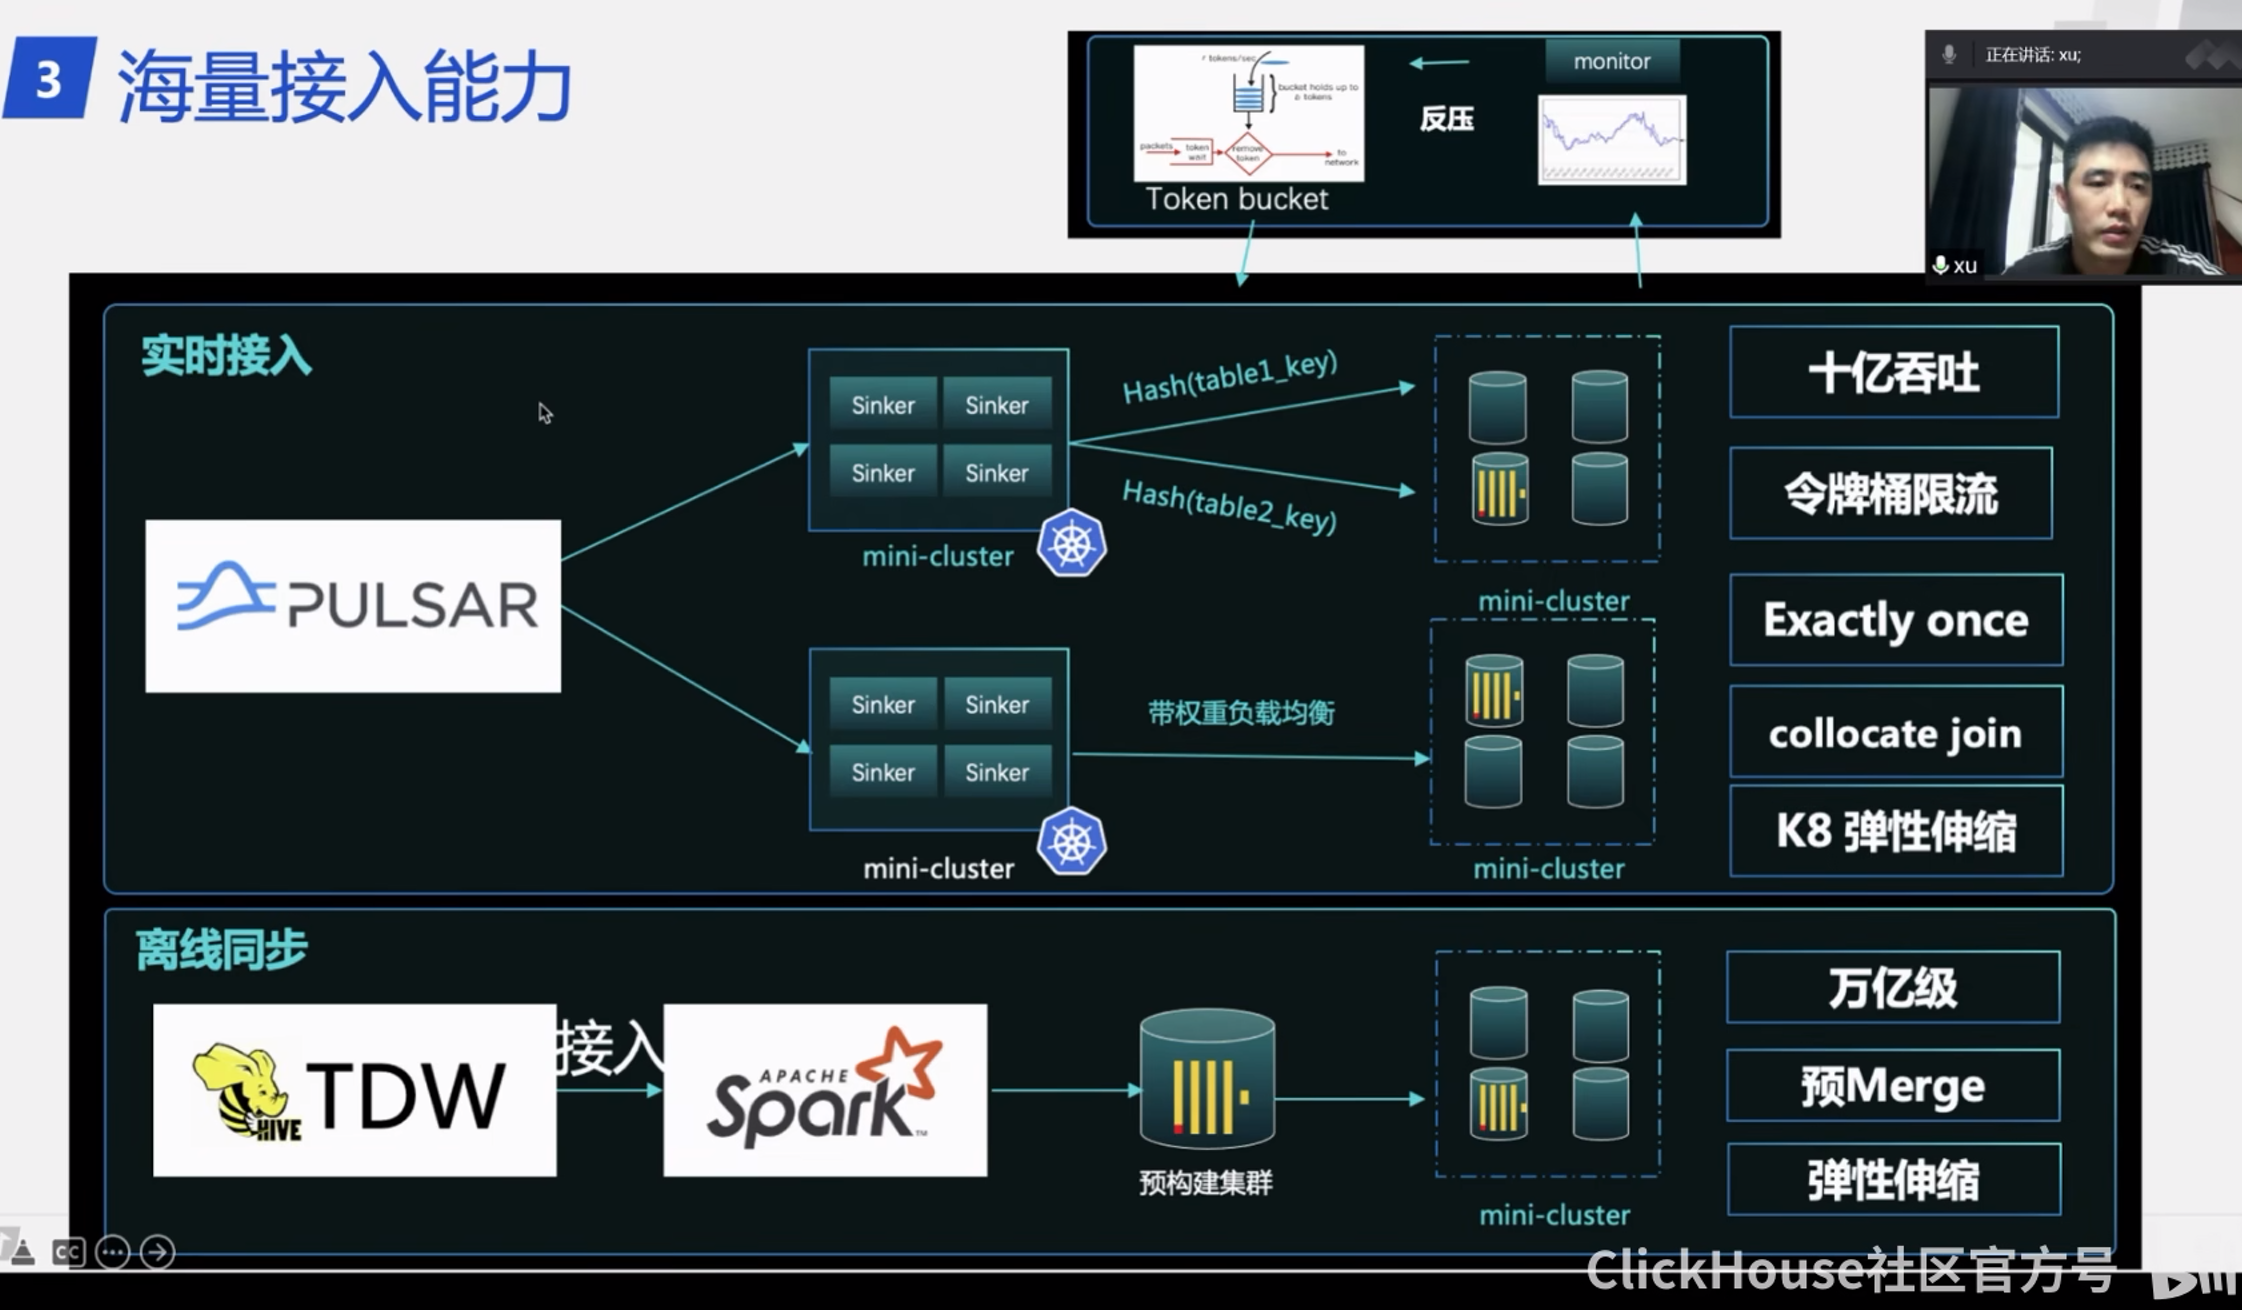 3 海量接入能力
r tokens/sec
bucket holds up to
packets
token
wait
remove
token
to
network
Token bucket
反压
monitor
正在讲话: xu;
xu
实时接入
PULSAR
Sinker Sinker
Sinker Sinker
mini-cluster
Hash(table1_key)
Hash(table2_key)
mini-cluster
Sinker Sinker
Sinker Sinker
mini-cluster
带权重负载均衡
mini-cluster
十亿吞吐
令牌桶限流
Exactly once
collocate join
K8 弹性伸缩
离线同步
HIVE
TDW
接入
APACHE
Spark
TM
预构建集群
mini-cluster
万亿级
预Merge
弹性伸缩
CC
ClickHouse社区官方号